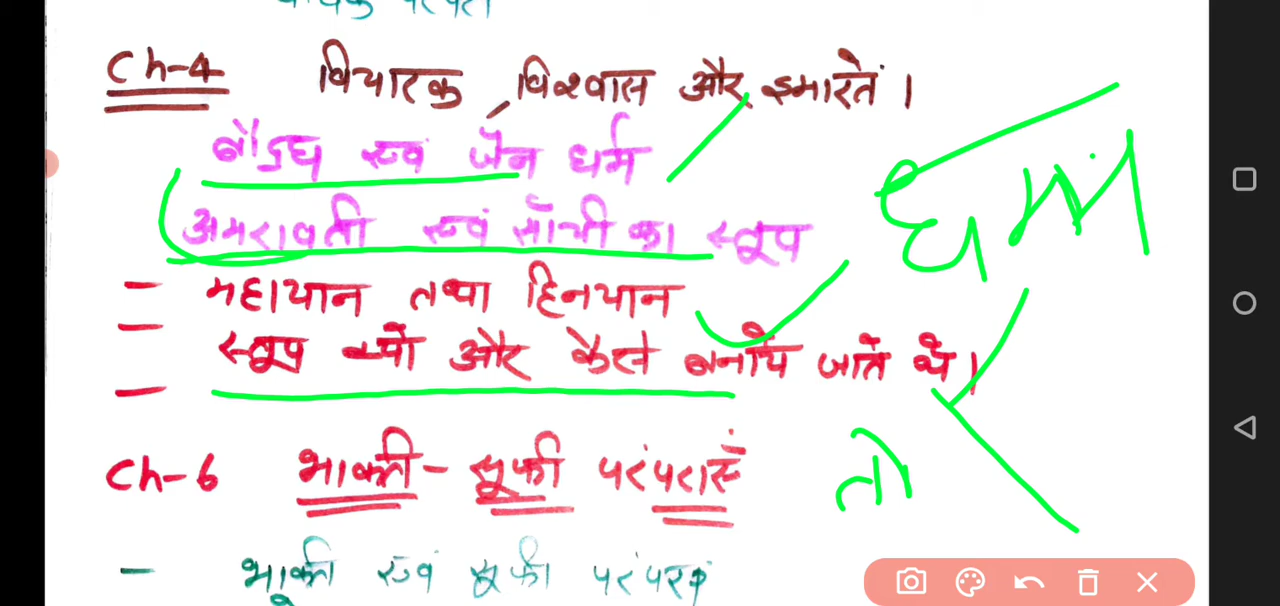 Ch-4 विचारक, विश्वास और इमारतें।
बौद्ध एवं जैन धर्म
अमरावती एवं साँची का स्तूप
धम्म
– महायान तथा हिनयान
– स्तूप क्यों और कैसे बनाये जाते थे।
–
Ch-6 भक्ति - सूफी परंपराएँ
तो
– भक्ति एवं सूफी परंपरा